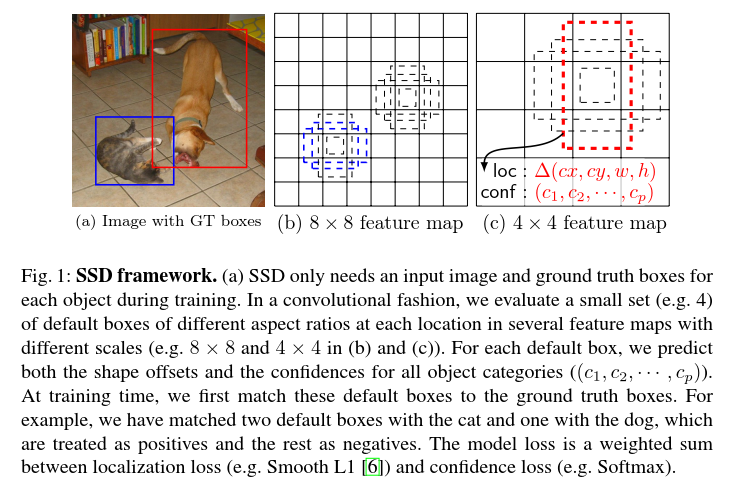 loc : Δ(cx, cy, w, h)
conf : (c₁, c₂, ⋯, cₚ)
(a) Image with GT boxes (b) 8 × 8 feature map (c) 4 × 4 feature map
Fig. 1: SSD framework. (a) SSD only needs an input image and ground truth boxes for
each object during training. In a convolutional fashion, we evaluate a small set (e.g. 4)
of default boxes of different aspect ratios at each location in several feature maps with
different scales (e.g. 8 × 8 and 4 × 4 in (b) and (c)). For each default box, we predict
both the shape offsets and the confidences for all object categories ((c₁, c₂, ⋯ , cₚ)).
At training time, we first match these default boxes to the ground truth boxes. For
example, we have matched two default boxes with the cat and one with the dog, which
are treated as positives and the rest as negatives. The model loss is a weighted sum
between localization loss (e.g. Smooth L1 [6]) and confidence loss (e.g. Softmax).